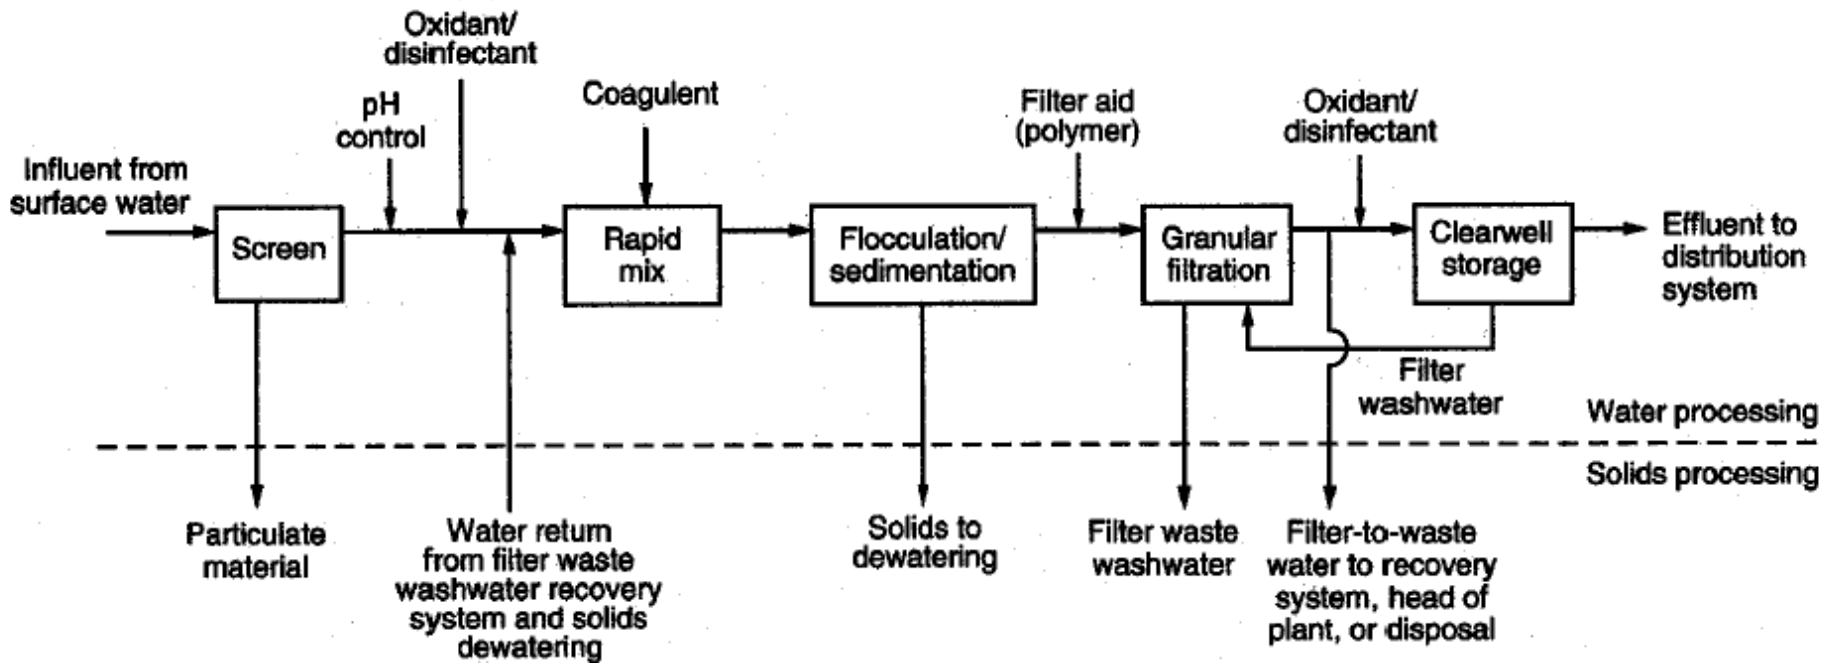 Oxidant/
disinfectant
pH
control
Coagulent
Filter aid
(polymer)
Oxidant/
disinfectant
Influent from
surface water
Screen
Rapid
mix
Flocculation/
sedimentation
Granular
filtration
Clearwell
storage
Effluent to
distribution
system
Filter
washwater
Water processing
Solids processing
Particulate
material
Water return
from filter waste
washwater recovery
system and solids
dewatering
Solids to
dewatering
Filter waste
washwater
Filter-to-waste
water to recovery
system, head of
plant, or disposal